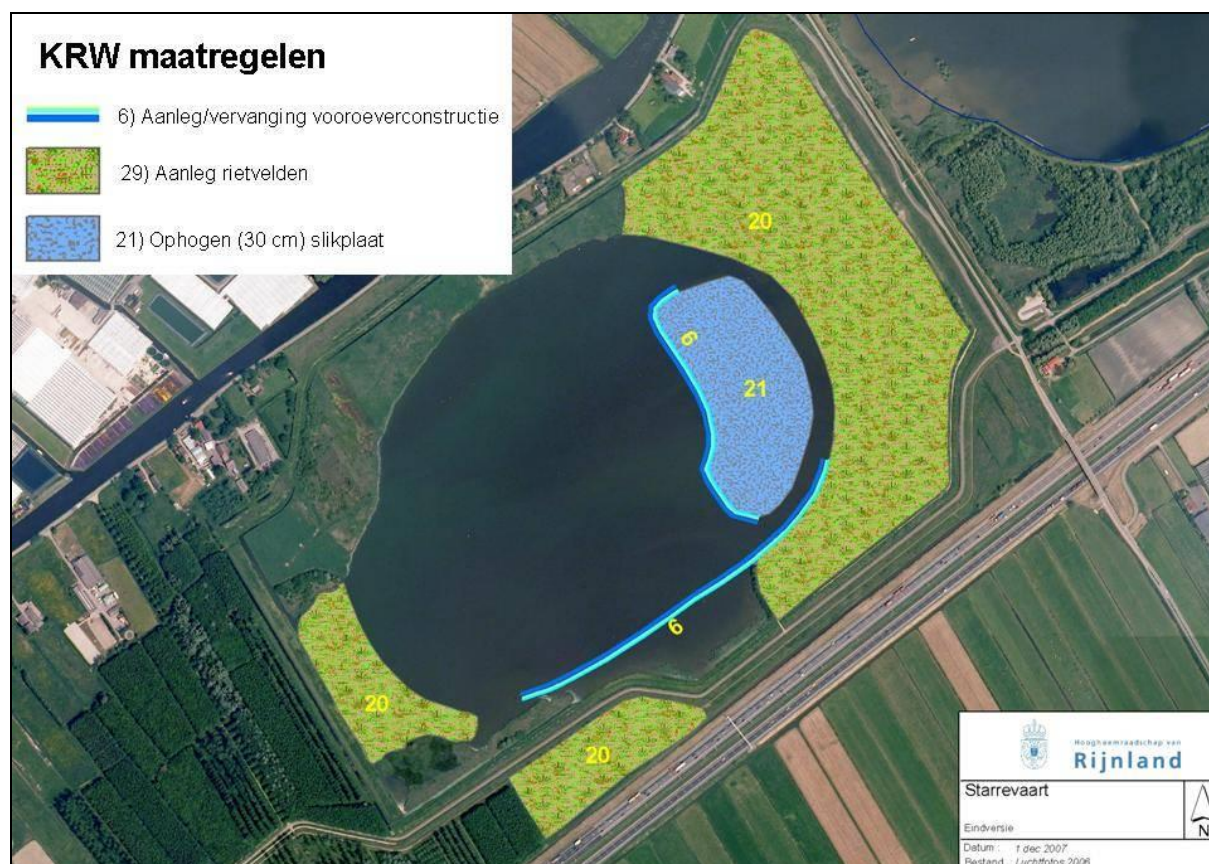 KRW maatregelen
6) Aanleg/vervanging vooroeverconstructie
29) Aanleg rietvelden
21) Ophogen (30 cm) slikplaat
20
6
21
6
20
20
Hoogheemraadschap van
Rijnland
Starrevaart
Eindversie
N
Datum : 1 dec 2007
Bestand : Luchtfotos 2006